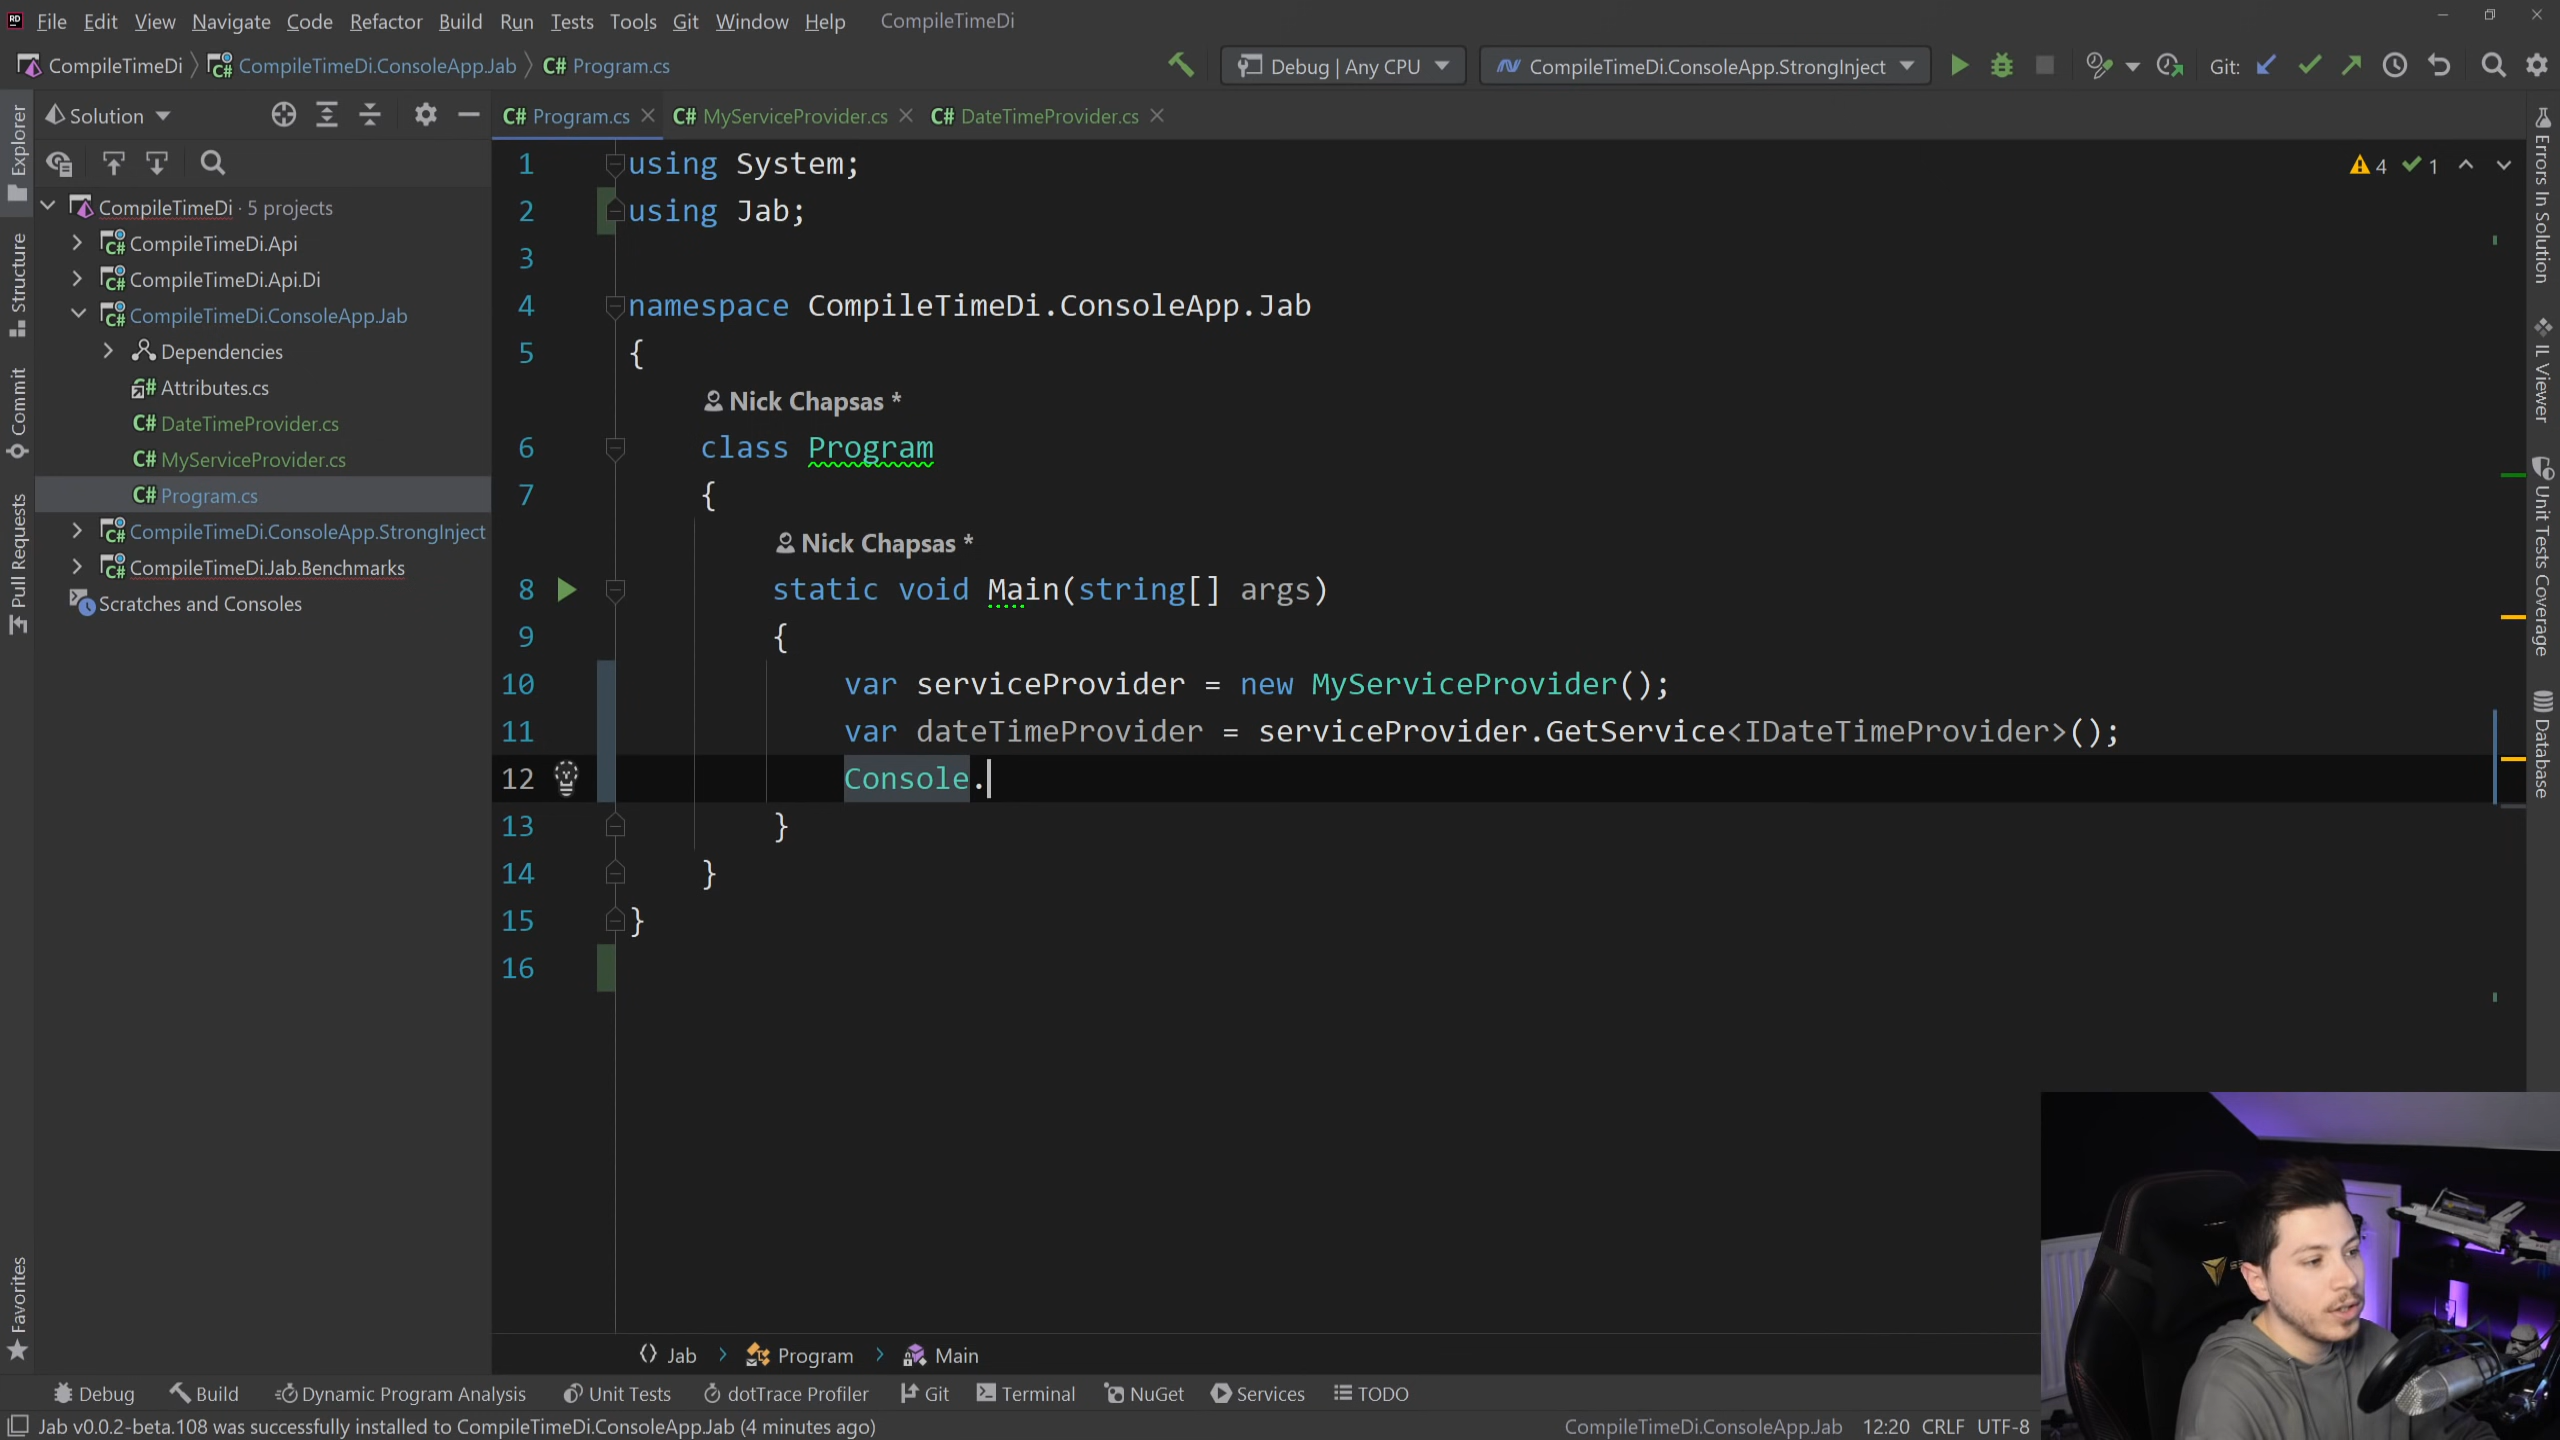 File Edit View Navigate Code Refactor Build Run Tests Tools Git Window Help CompileTimeDi
CompileTimeDi CompileTimeDi.ConsoleApp.Jab C# Program.cs Debug | Any CPU CompileTimeDi.ConsoleApp.StrongInject Git:
Solution
C# Program.cs C# MyServiceProvider.cs C# DateTimeProvider.cs
Explorer
Structure
Commit
Pull Requests
Favorites
CompileTimeDi · 5 projects
CompileTimeDi.Api
CompileTimeDi.Api.Di
CompileTimeDi.ConsoleApp.Jab
Dependencies
C# Attributes.cs
C# DateTimeProvider.cs
C# MyServiceProvider.cs
C# Program.cs
CompileTimeDi.ConsoleApp.StrongInject
CompileTimeDi.Jab.Benchmarks
Scratches and Consoles
4 1
1 using System;
2 using Jab;
3
4 namespace CompileTimeDi.ConsoleApp.Jab
5 {
Nick Chapsas *
6 class Program
7 {
Nick Chapsas *
8 static void Main(string[] args)
9 {
10 var serviceProvider = new MyServiceProvider();
11 var dateTimeProvider = serviceProvider.GetService<IDateTimeProvider>();
12 Console.
13 }
14 }
15 }
16
Errors In Solution
IL Viewer
Unit Tests Coverage
Database
Jab Program Main
Debug Build Dynamic Program Analysis Unit Tests dotTrace Profiler Git Terminal NuGet Services TODO
Jab v0.0.2-beta.108 was successfully installed to CompileTimeDi.ConsoleApp.Jab (4 minutes ago) CompileTimeDi.ConsoleApp.Jab 12:20 CRLF UTF-8